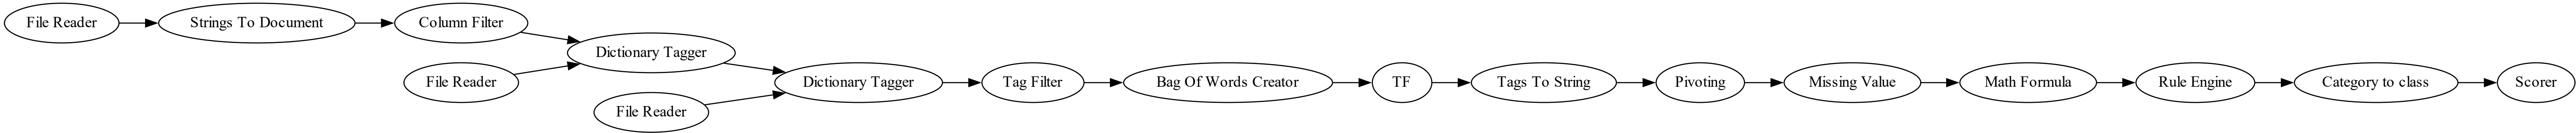 File Reader
Strings To Document
Column Filter
Dictionary Tagger
File Reader
Dictionary Tagger
File Reader
Tag Filter
Bag Of Words Creator
TF
Tags To String
Pivoting
Missing Value
Math Formula
Rule Engine
Category to class
Scorer